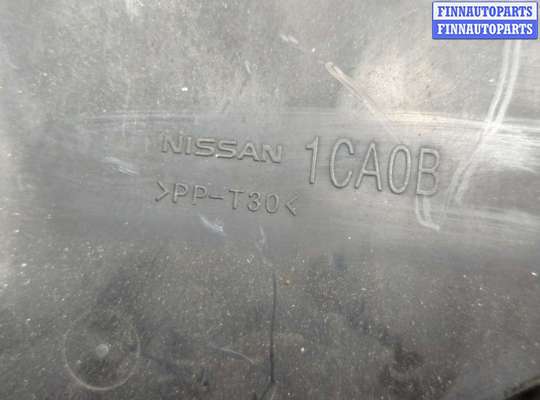 FINNAUTOPARTS
FINNAUTOPARTS
NISSAN 1CA0B
>PP-T30<